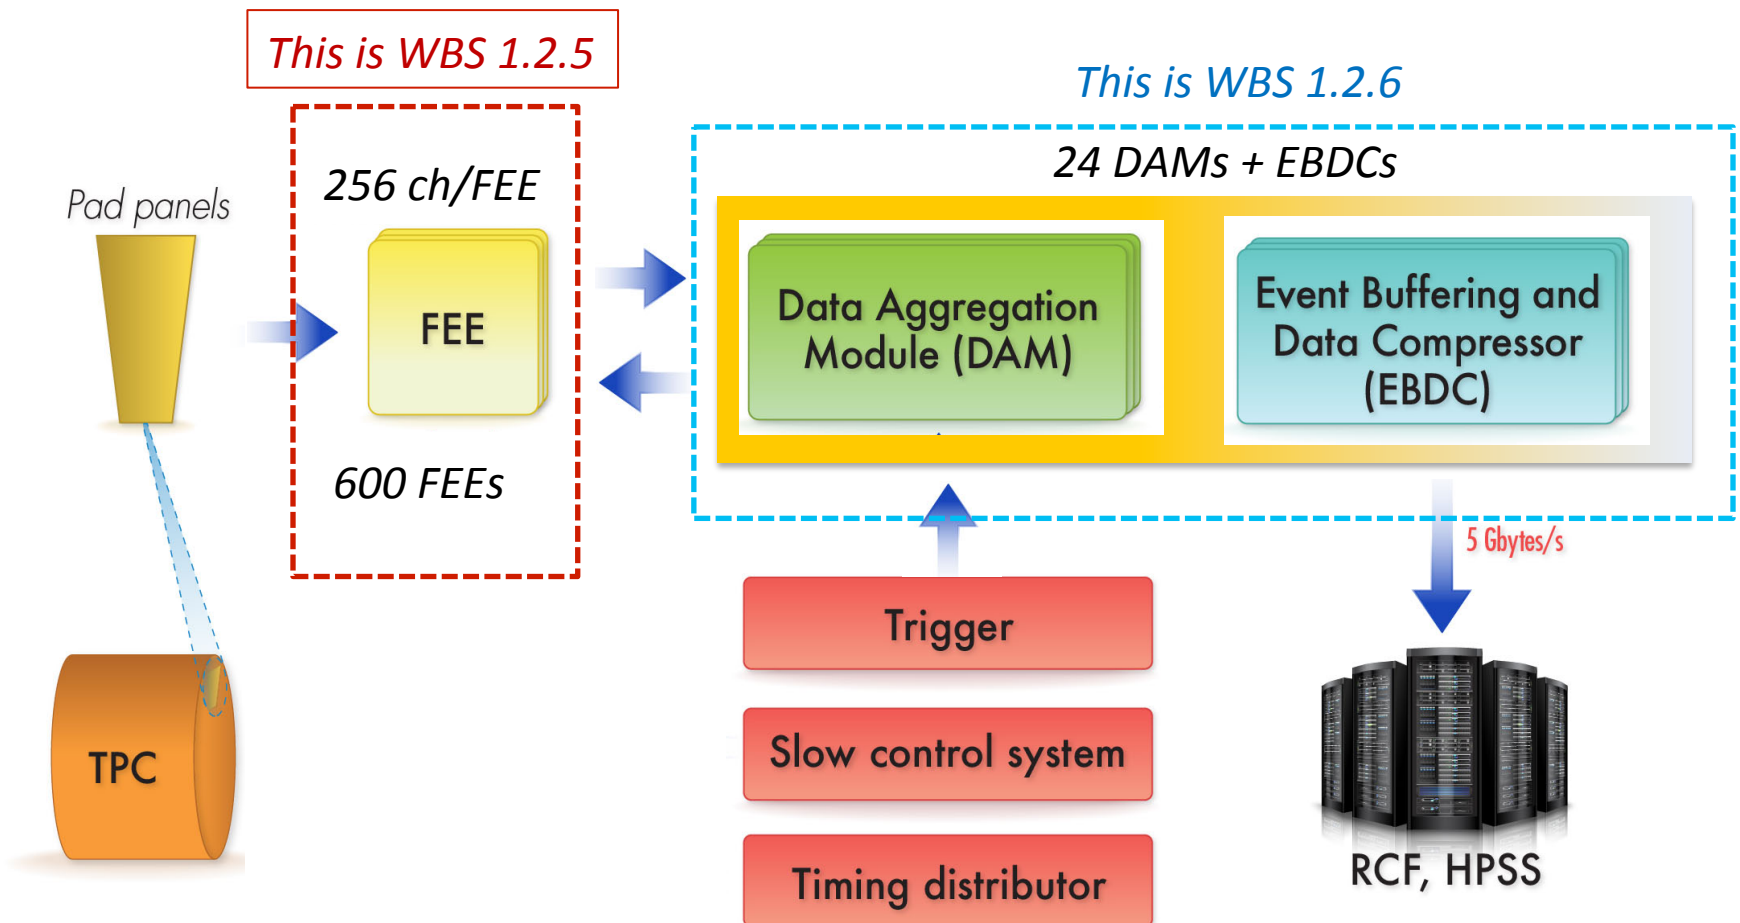 This is WBS 1.2.5
This is WBS 1.2.6
24 DAMs + EBDCs
256 ch/FEE
Pad panels
FEE
Data Aggregation
Module (DAM)
Event Buffering and
Data Compressor
(EBDC)
600 FEEs
5 Gbytes/s
Trigger
Slow control system
TPC
Timing distributor
RCF, HPSS